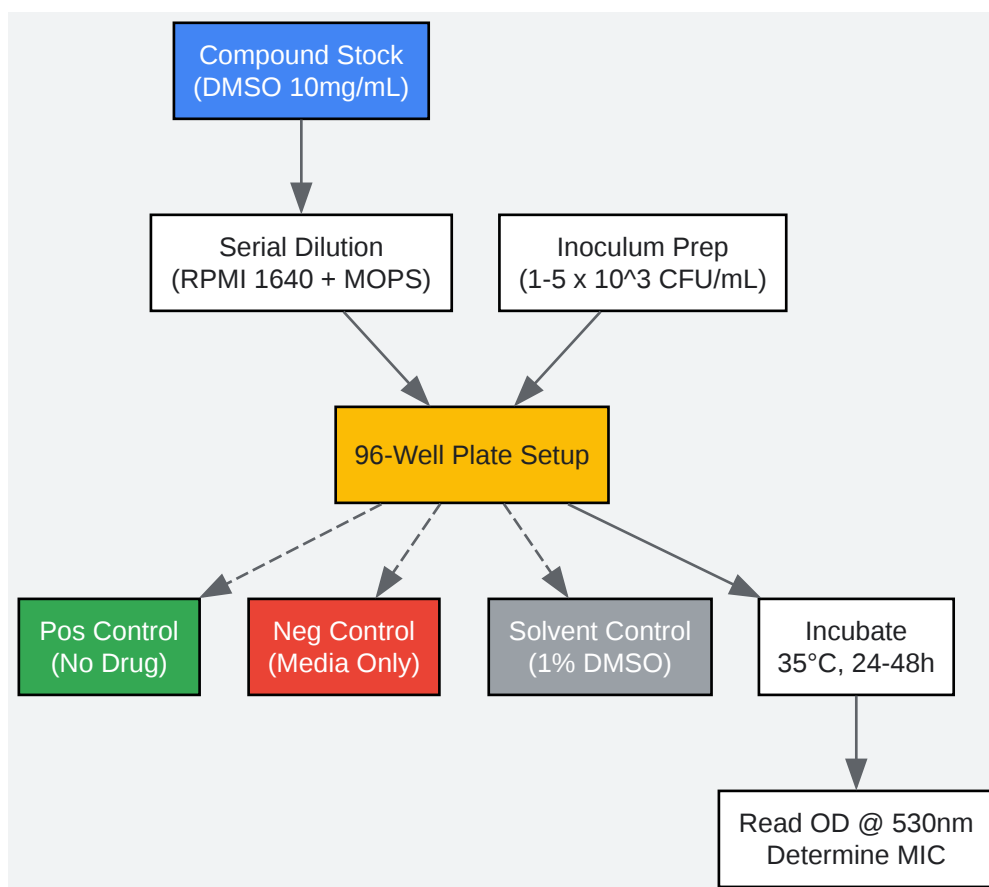 Compound Stock
(DMSO 10mg/mL)
Serial Dilution
(RPMI 1640 + MOPS)
Inoculum Prep
(1-5 x 10^3 CFU/mL)
96-Well Plate Setup
Pos Control
(No Drug)
Neg Control
(Media Only)
Solvent Control
(1% DMSO)
Incubate
35°C, 24-48h
Read OD @ 530nm
Determine MIC